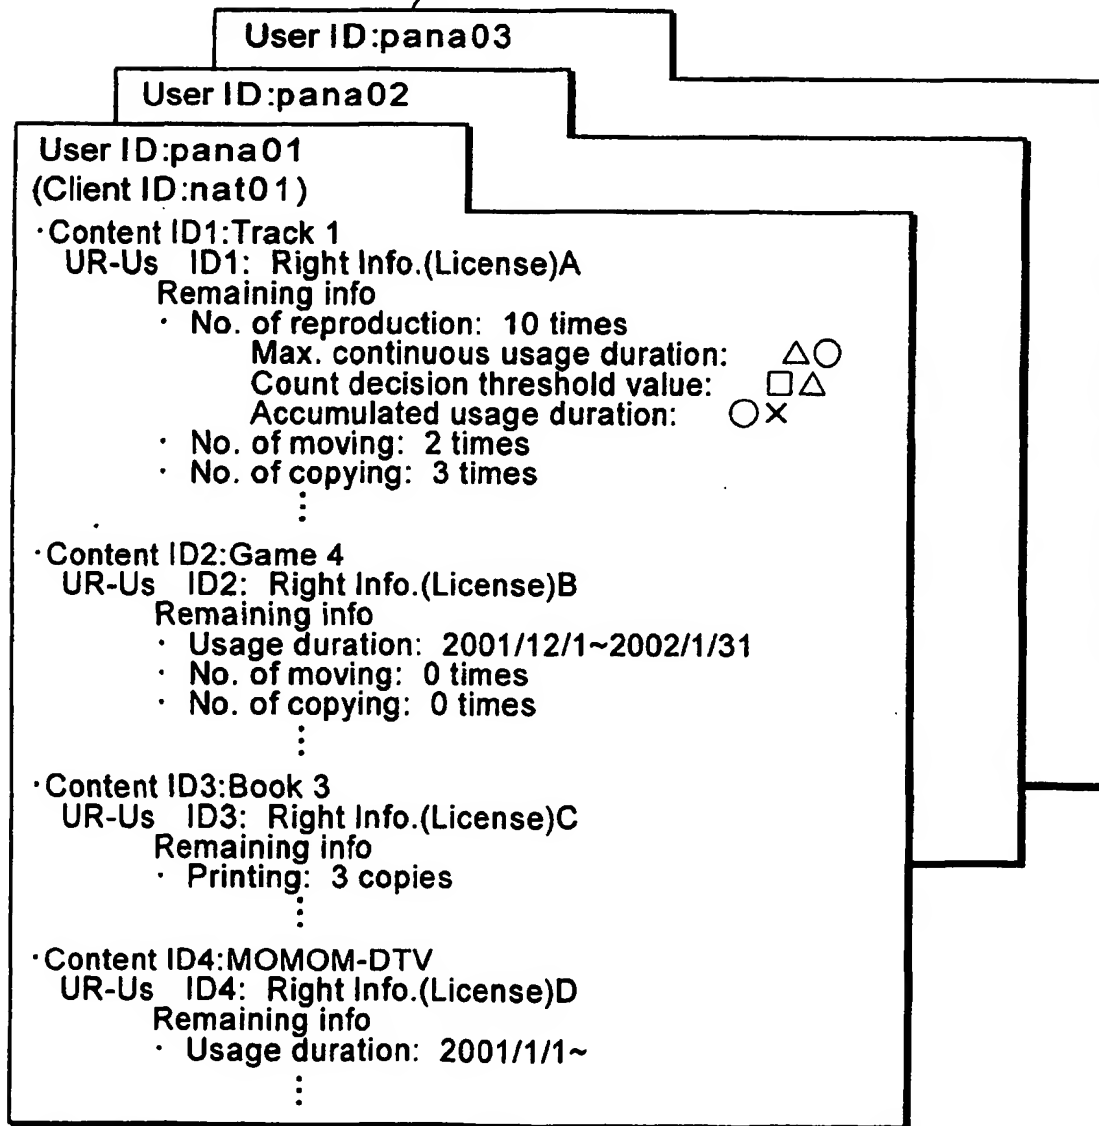 User ID:pana03
User ID:pana02
User ID:pana01
(Client ID:nat01)
·Content ID1:Track 1
UR-Us ID1: Right Info.(License)A
Remaining info
· No. of reproduction: 10 times
Max. continuous usage duration: △○
Count decision threshold value: □△
Accumulated usage duration: ○×
· No. of moving: 2 times
· No. of copying: 3 times
⋮
·Content ID2:Game 4
UR-Us ID2: Right Info.(License)B
Remaining info
· Usage duration: 2001/12/1~2002/1/31
· No. of moving: 0 times
· No. of copying: 0 times
⋮
·Content ID3:Book 3
UR-Us ID3: Right Info.(License)C
Remaining info
· Printing: 3 copies
⋮
·Content ID4:MOMOM-DTV
UR-Us ID4: Right Info.(License)D
Remaining info
· Usage duration: 2001/1/1~
⋮